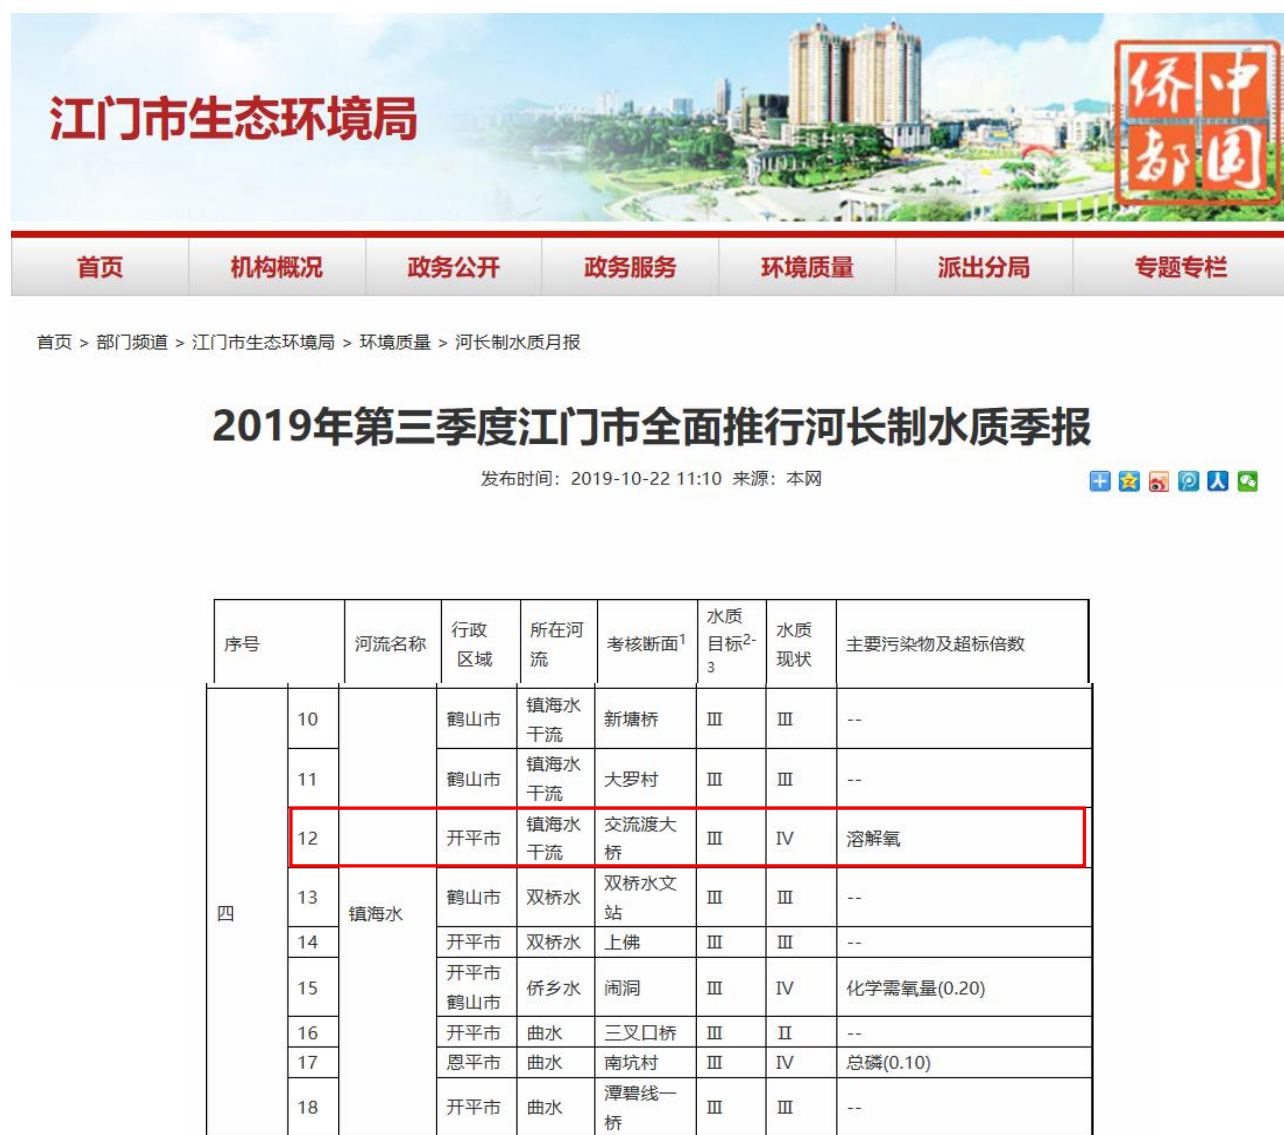 江门市生态环境局
侨中
都国
首页 机构概况 政务公开 政务服务 环境质量 派出分局 专题专栏
首页 > 部门频道 > 江门市生态环境局 > 环境质量 > 河长制水质月报
2019年第三季度江门市全面推行河长制水质季报
发布时间：2019-10-22 11:10 来源：本网
序号 河流名称 行政区域 所在河流 考核断面1 水质目标2-3 水质现状 主要污染物及超标倍数
四 镇海水
10 鹤山市 镇海水干流 新塘桥 Ⅲ Ⅲ --
11 鹤山市 镇海水干流 大罗村 Ⅲ Ⅲ --
12 开平市 镇海水干流 交流渡大桥 Ⅲ Ⅳ 溶解氧
13 鹤山市 双桥水 双桥水文站 Ⅲ Ⅲ --
14 开平市 双桥水 上佛 Ⅲ Ⅲ --
15 开平市鹤山市 侨乡水 闹洞 Ⅲ Ⅳ 化学需氧量(0.20)
16 开平市 曲水 三叉口桥 Ⅲ Ⅱ --
17 恩平市 曲水 南坑村 Ⅲ Ⅳ 总磷(0.10)
18 开平市 曲水 潭碧线一桥 Ⅲ Ⅲ --